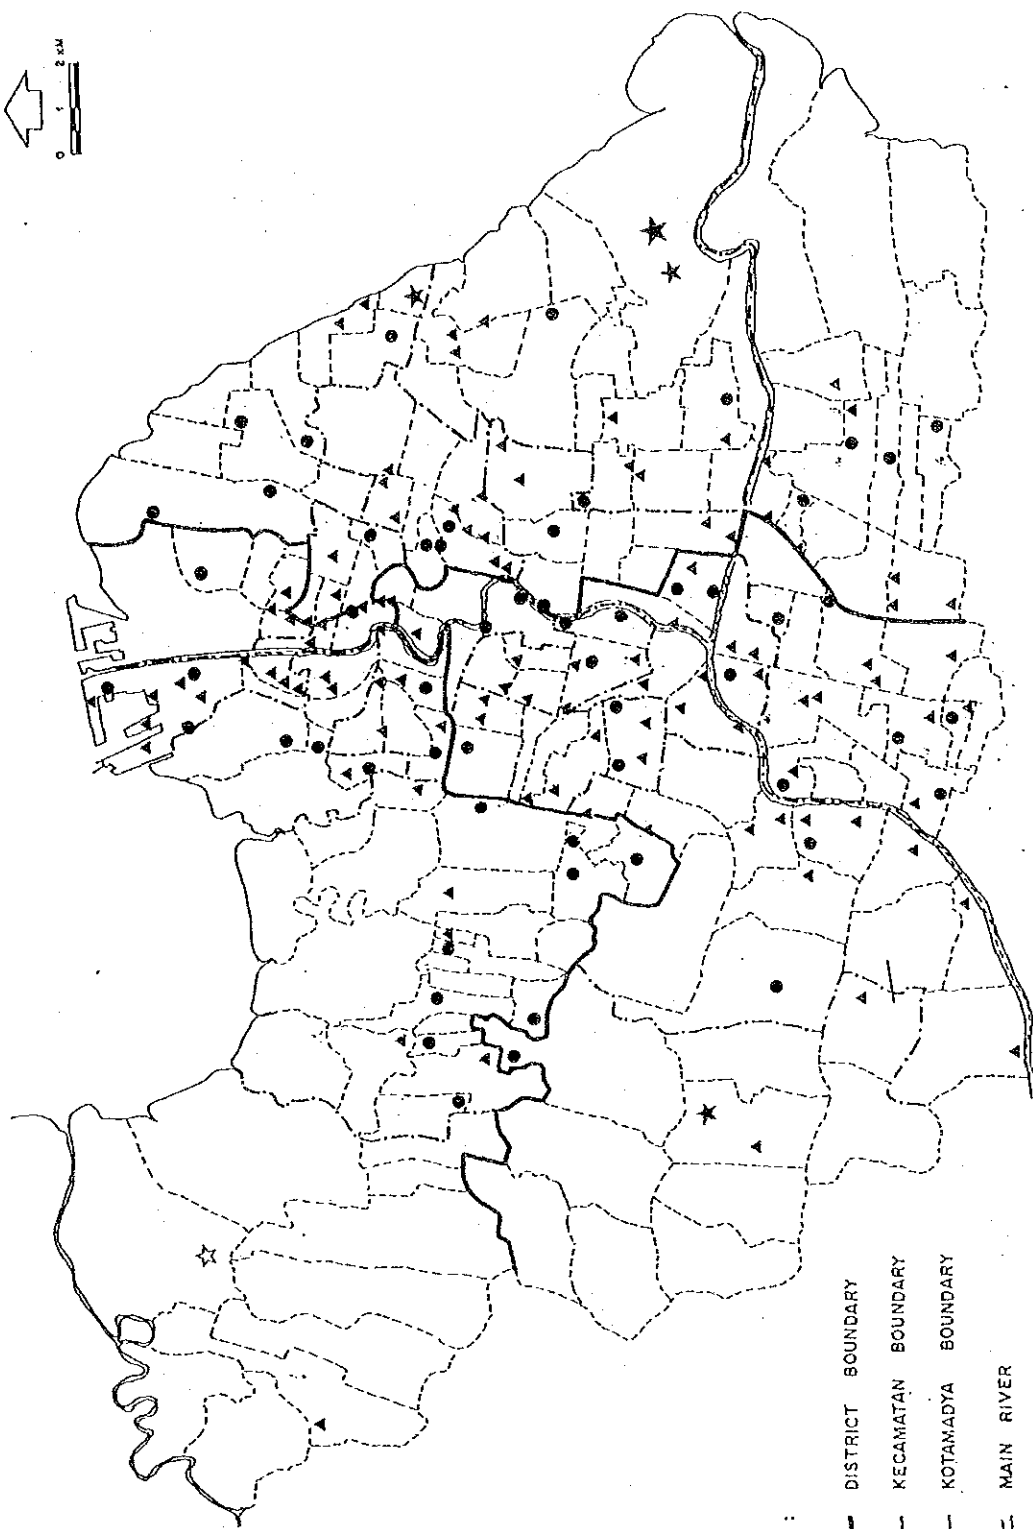 0 1 2 KM
DISTRICT BOUNDARY
KECAMATAN BOUNDARY
KOTAMADYA BOUNDARY
MAIN RIVER